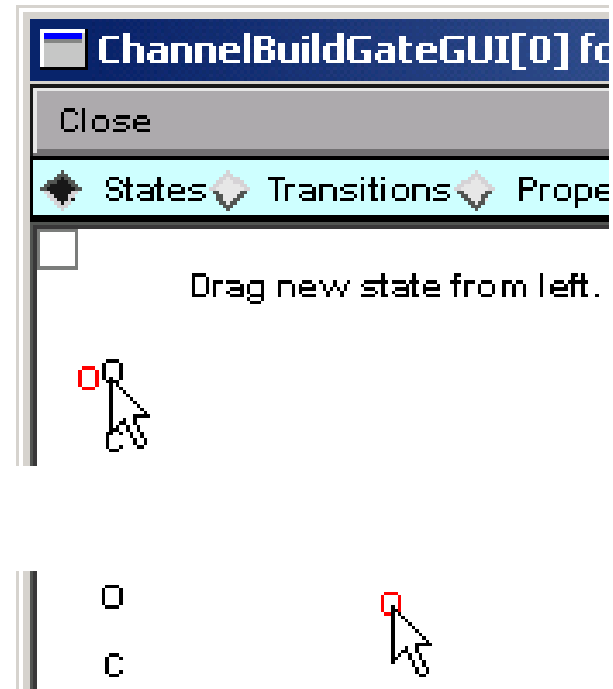 ChannelBuildGateGUI[0] fo
Close
States Transitions Prope
Drag new state from left.
O O
C
O O
C